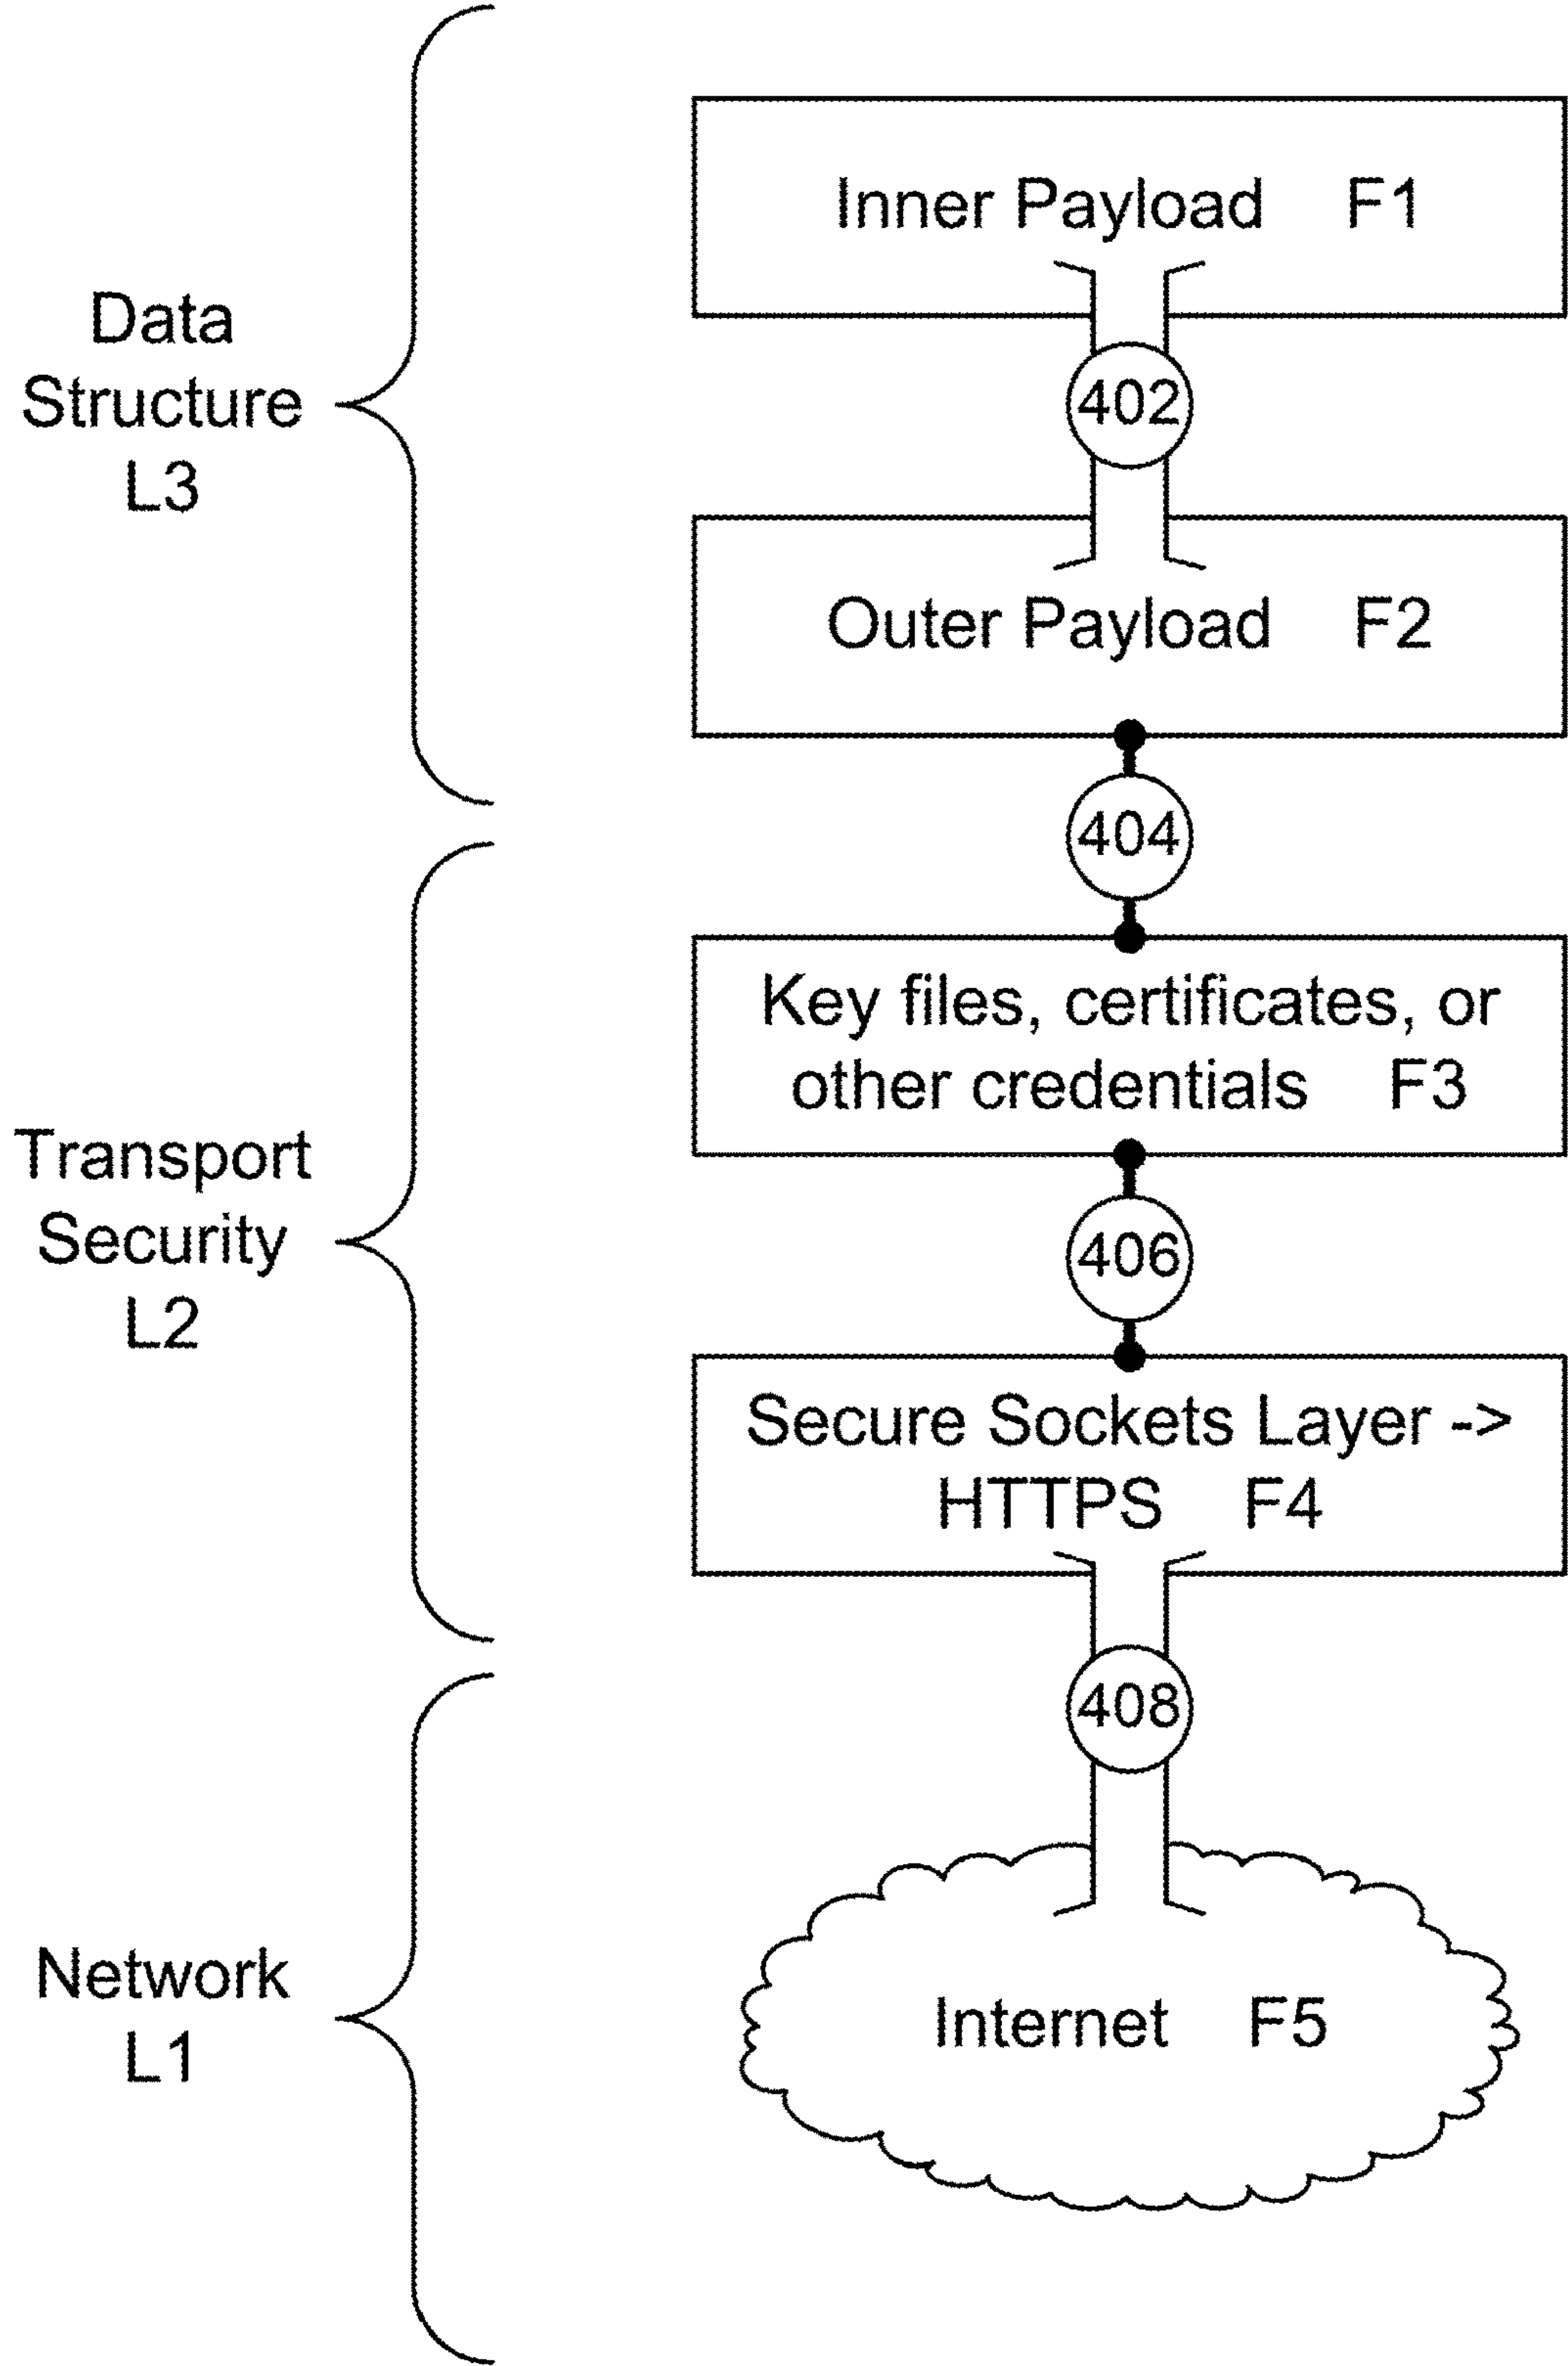 Data
Structure
L3
Inner Payload F1
402
Outer Payload F2
404
Transport
Security
L2
Key files, certificates, or
other credentials F3
406
Secure Sockets Layer ->
HTTPS F4
408
Network
L1
Internet F5